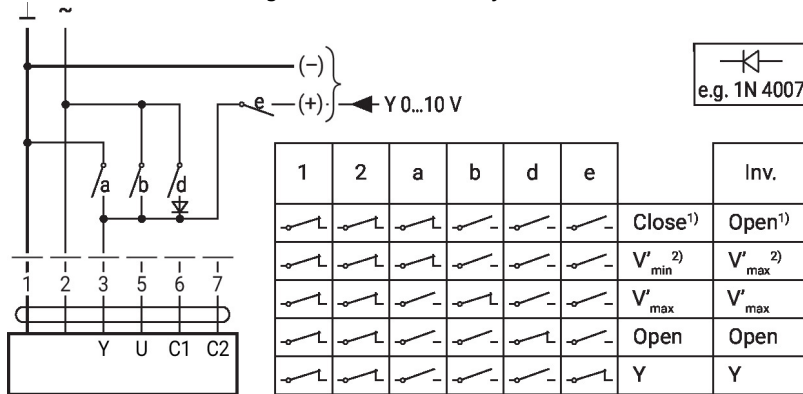 ⊥ ~
(–)
e (+) Y 0...10 V
e.g. 1N 4007
a b d
1 2 3 5 6 7
Y U C1 C2
1 2 a b d e Inv.
Close¹⁾ Open¹⁾
V'min²⁾ V'max²⁾
V'max V'max
Open Open
Y Y